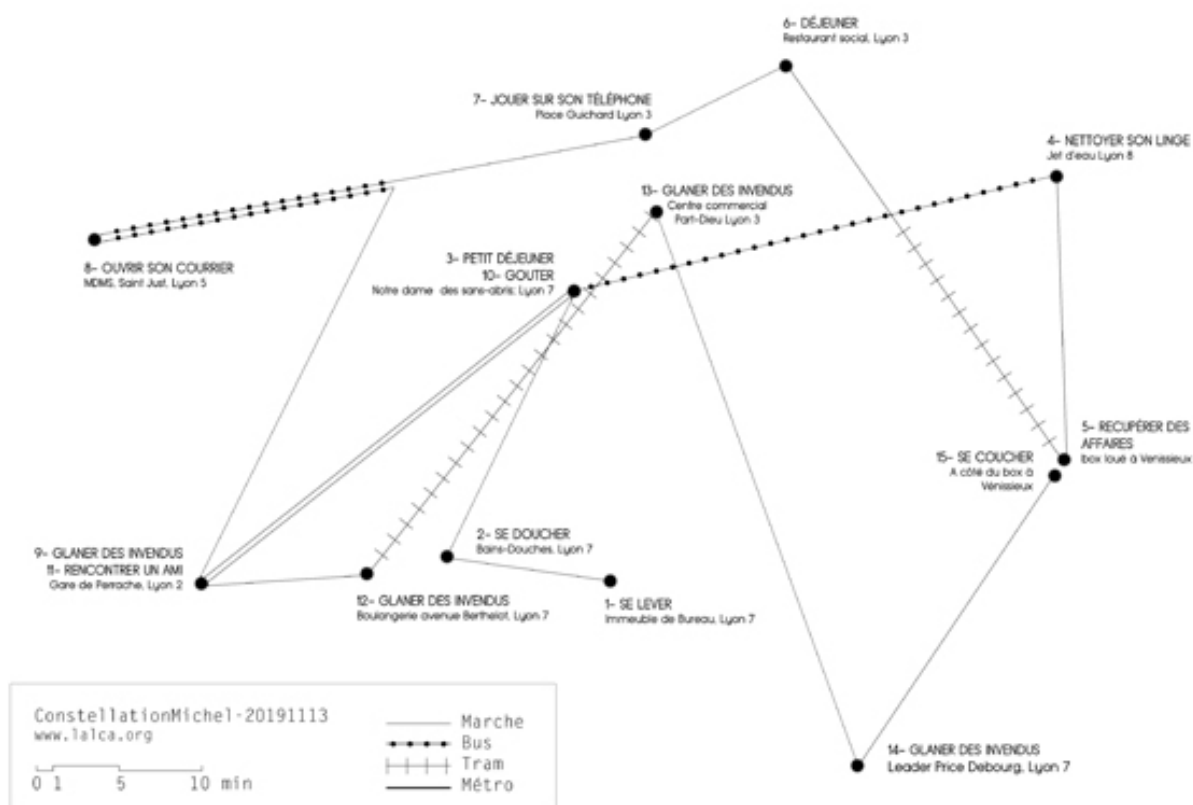 6- DÉJEUNER
Restaurant social, Lyon 3
7- JOUER SUR SON TÉLÉPHONE
Place Guichard Lyon 3
4- NETTOYER SON LINGE
Jet d'eau Lyon 8
13- GLANER DES INVENDUS
Centre commercial
Part-Dieu Lyon 3
8- OUVRIR SON COURRIER
MDMS, Saint Just, Lyon 5
3- PETIT DÉJEUNER
10- GOUTER
Notre dame des sans-abris; Lyon 7
5- RECUPÉRER DES
AFFAIRES
box loué à Venissieux
15- SE COUCHER
A côté du box à
Vénissieux
2- SE DOUCHER
Bains-Douches, Lyon 7
9- GLANER DES INVENDUS
11- RENCONTRER UN AMI
Gare de Perrache, Lyon 2
12- GLANER DES INVENDUS
Boulangerie avenue Berthelot, Lyon 7
1- SE LEVER
Immeuble de Bureau, Lyon 7
14- GLANER DES INVENDUS
Leader Price Debourg, Lyon 7
ConstellationMichel-20191113
www.lalca.org
0 1 5 10 min
Marche
Bus
Tram
Métro